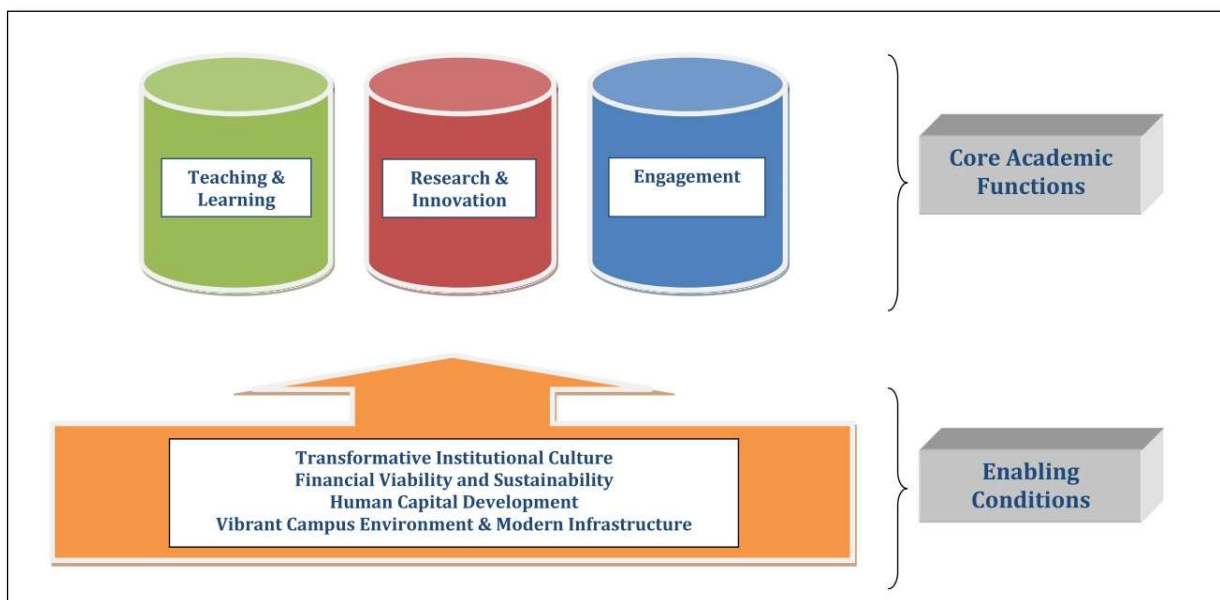 Teaching &
Learning
Research &
Innovation
Engagement
Core Academic
Functions
Transformative Institutional Culture
Financial Viability and Sustainability
Human Capital Development
Vibrant Campus Environment & Modern Infrastructure
Enabling
Conditions